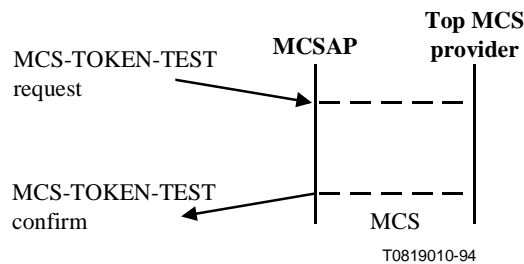 Top MCS
provider
MCSAP
MCS-TOKEN-TEST
request
MCS-TOKEN-TEST
confirm
MCS
T0819010-94